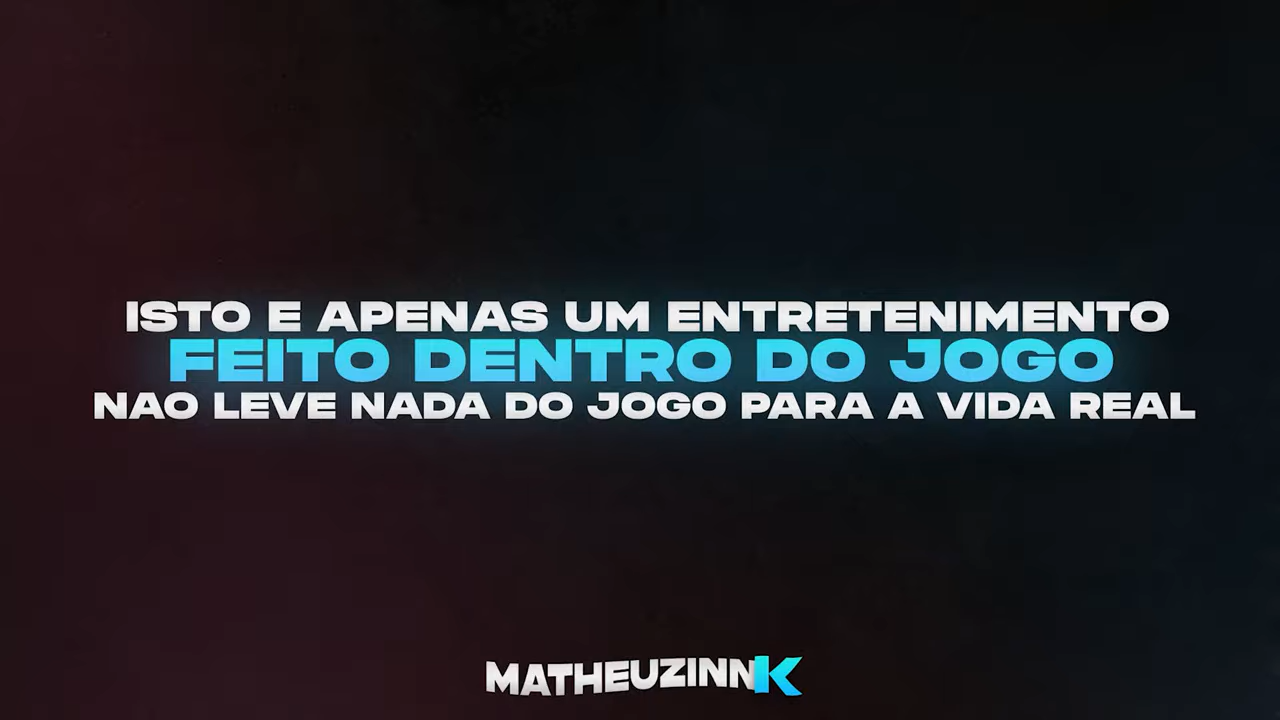 ISTO E APENAS UM ENTRETENIMENTO
FEITO DENTRO DO JOGO
NAO LEVE NADA DO JOGO PARA A VIDA REAL
MATHEUZINNK